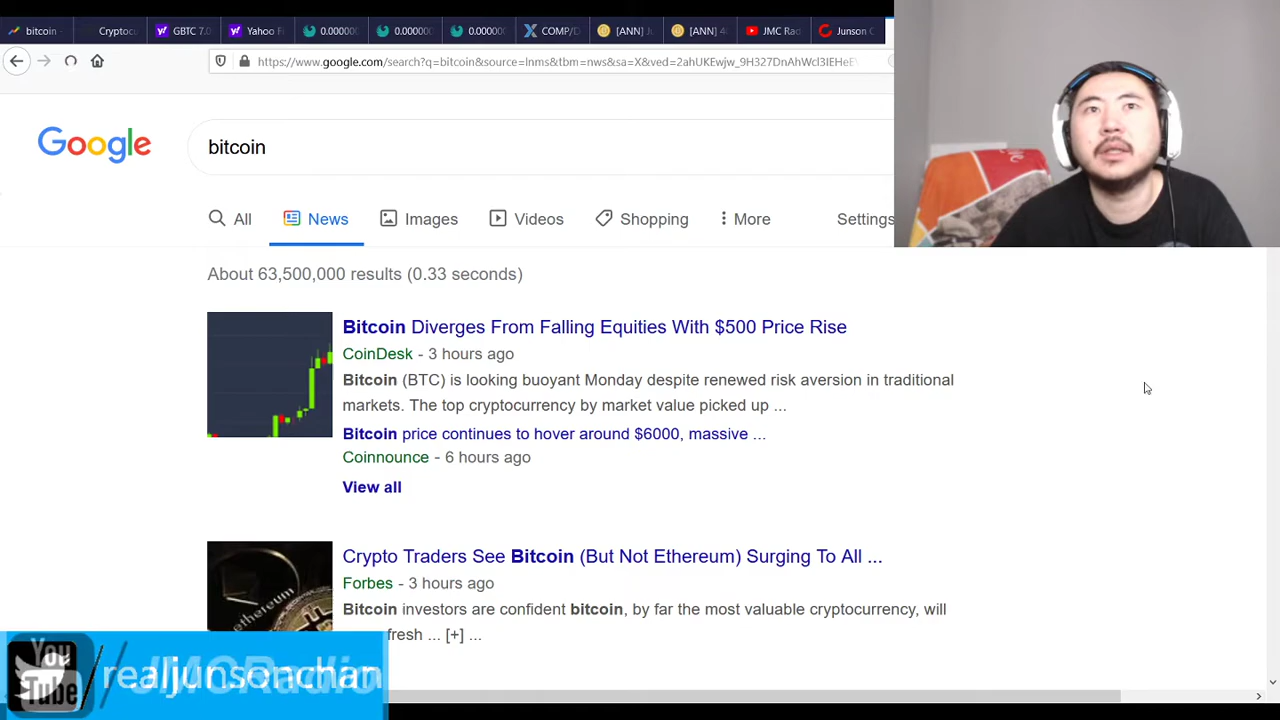 bitcoin -
Cryptocu
GBTC 7.0
Yahoo Fi
0.000000
0.00000
0.00000
COMP/D
[ANN] Ju
[ANN] 4
JMC Rad
Junson C
https://www.google.com/search?q=bitcoin&source=lnms&tbm=nws&sa=X&ved=
Google
bitcoin
All
News
Images
Videos
Shopping
More
Settings
About 63,500,000 results (0.33 seconds)
Bitcoin Diverges From Falling Equities With $500 Price Rise
CoinDesk - 3 hours ago
Bitcoin (BTC) is looking buoyant Monday despite renewed risk aversion in traditional
markets. The top cryptocurrency by market value picked up ...
Bitcoin price continues to hover around $6000, massive ...
Coinnounce - 6 hours ago
View all
Crypto Traders See Bitcoin (But Not Ethereum) Surging To All ...
Forbes - 3 hours ago
Bitcoin investors are confident bitcoin, by far the most valuable cryptocurrency, will
fresh ... [+] ...
ethereum
You
Tube
/realjunsonchan
/JMCRadio